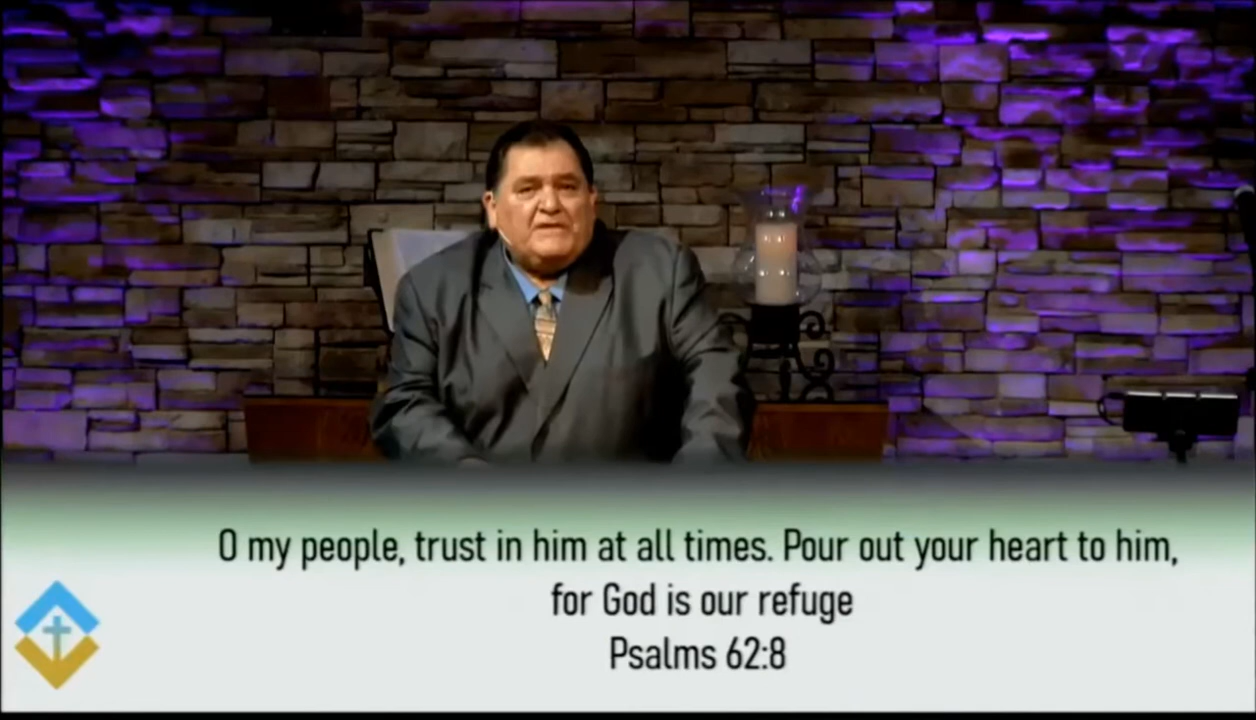 O my people, trust in him at all times. Pour out your heart to him,
for God is our refuge
Psalms 62:8